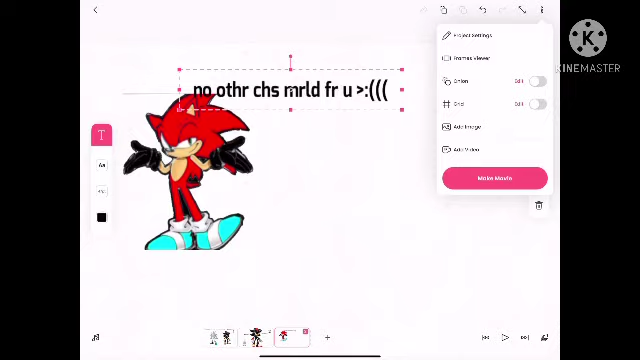 Project Settings
no othr chs mrld fr u >:(((
Frames Viewer
Onion Edit
Grid Edit
T
Add Image
Add Video
Aa
Make Movie
KINEMASTER